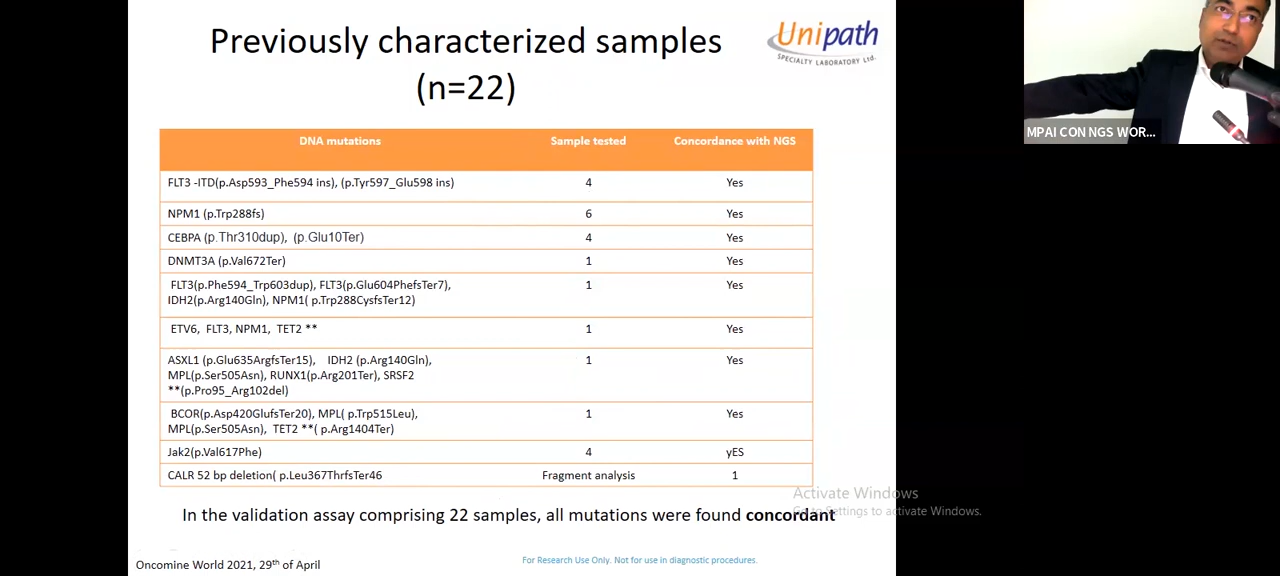 Previously characterized samples
(n=22)
Unipath
SPECIALTY LABORATORY Ltd.
MPAI CON NGS WOR...
DNA mutations Sample tested Concordance with NGS
FLT3 -ITD(p.Asp593_Phe594 ins), (p.Tyr597_Glu598 ins) 4 Yes
NPM1 (p.Trp288fs) 6 Yes
CEBPA (p.Thr310dup), (p.Glu10Ter) 4 Yes
DNMT3A (p.Val672Ter) 1 Yes
FLT3(p.Phe594_Trp603dup), FLT3(p.Glu604PhefsTer7), 1 Yes
IDH2(p.Arg140Gln), NPM1( p.Trp288CysfsTer12)
ETV6, FLT3, NPM1, TET2 ** 1 Yes
ASXL1 (p.Glu635ArgfsTer15), IDH2 (p.Arg140Gln), 1 Yes
MPL(p.Ser505Asn), RUNX1(p.Arg201Ter), SRSF2
**(p.Pro95_Arg102del)
BCOR(p.Asp420GlufsTer20), MPL( p.Trp515Leu), 1 Yes
MPL(p.Ser505Asn), TET2 **( p.Arg1404Ter)
Jak2(p.Val617Phe) 4 yES
CALR 52 bp deletion( p.Leu367ThrfsTer46 Fragment analysis 1
Activate Windows
Go to Settings to activate Windows.
In the validation assay comprising 22 samples, all mutations were found concordant
For Research Use Only. Not for use in diagnostic procedures.
Oncomine World 2021, 29th of April